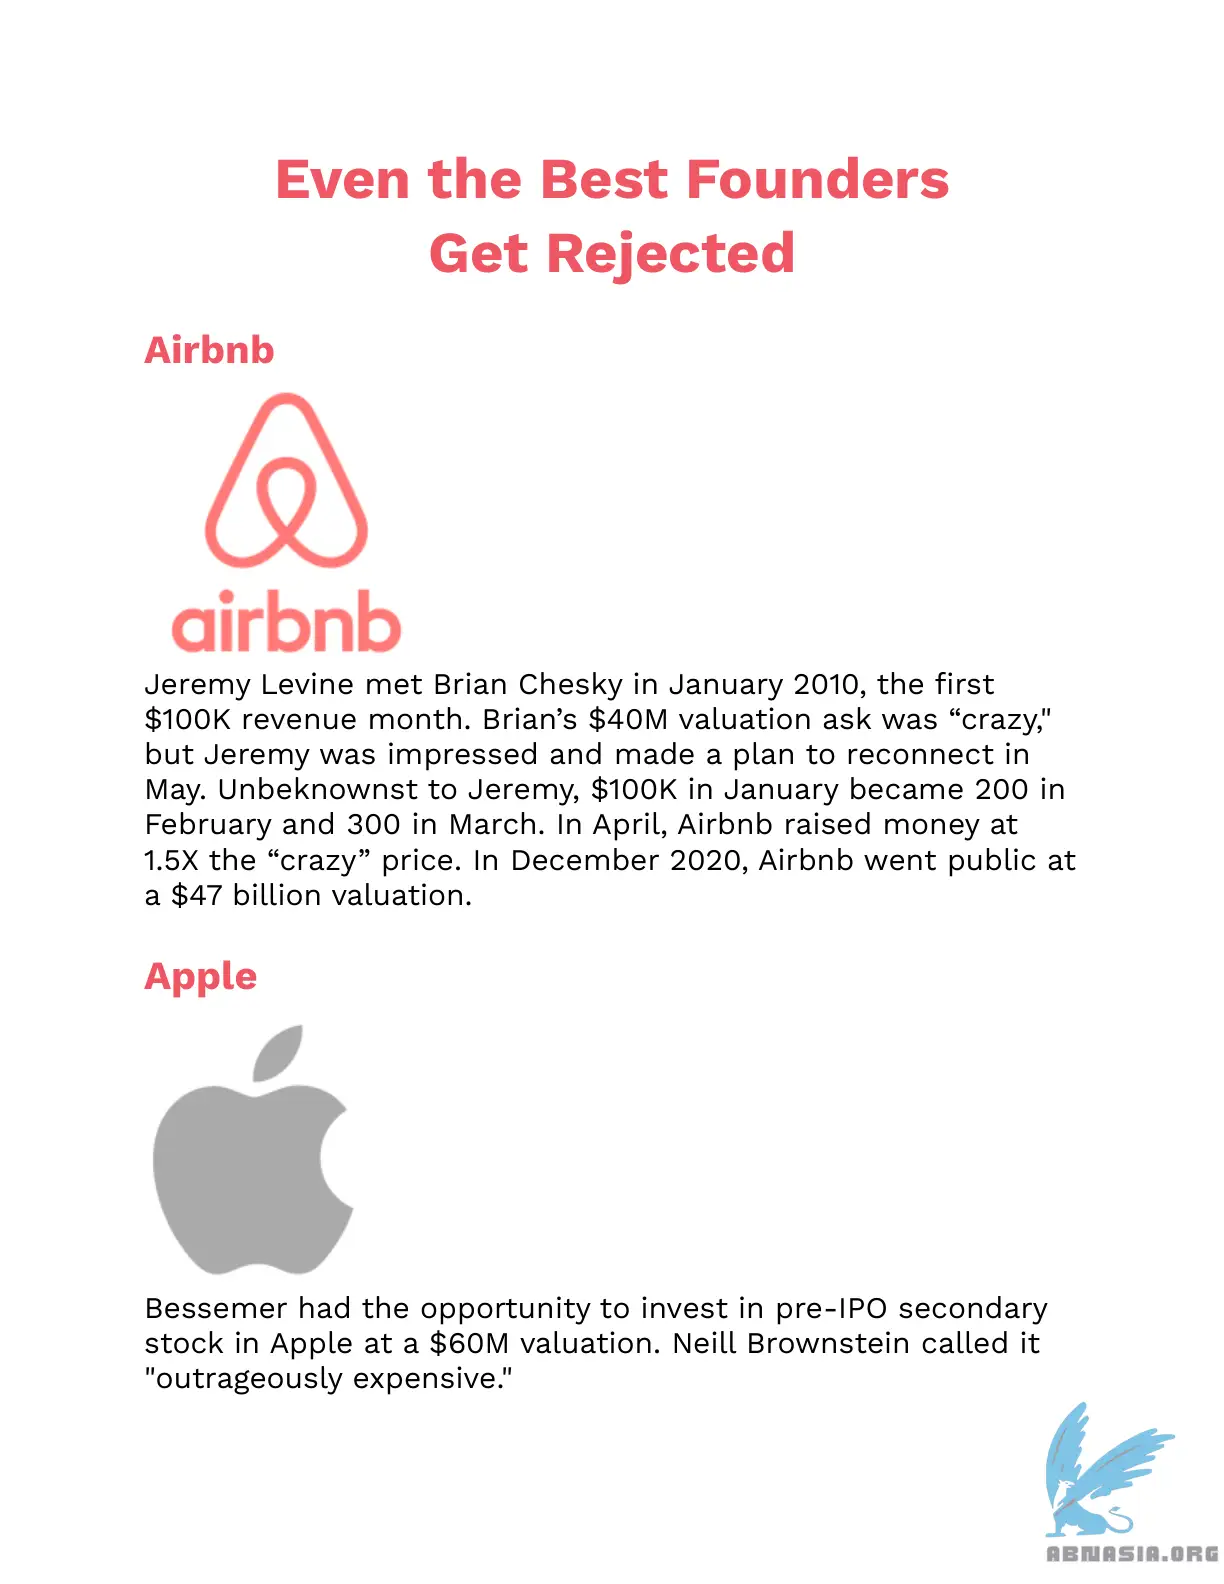 Even the Best Founders
Get Rejected
Airbnb
airbnb
Jeremy Levine met Brian Chesky in January 2010, the first
$100K revenue month. Brian’s $40M valuation ask was “crazy,"
but Jeremy was impressed and made a plan to reconnect in
May. Unbeknownst to Jeremy, $100K in January became 200 in
February and 300 in March. In April, Airbnb raised money at
1.5X the “crazy” price. In December 2020, Airbnb went public at
a $47 billion valuation.
Apple
Bessemer had the opportunity to invest in pre-IPO secondary
stock in Apple at a $60M valuation. Neill Brownstein called it
"outrageously expensive."
ABNASIA.ORG